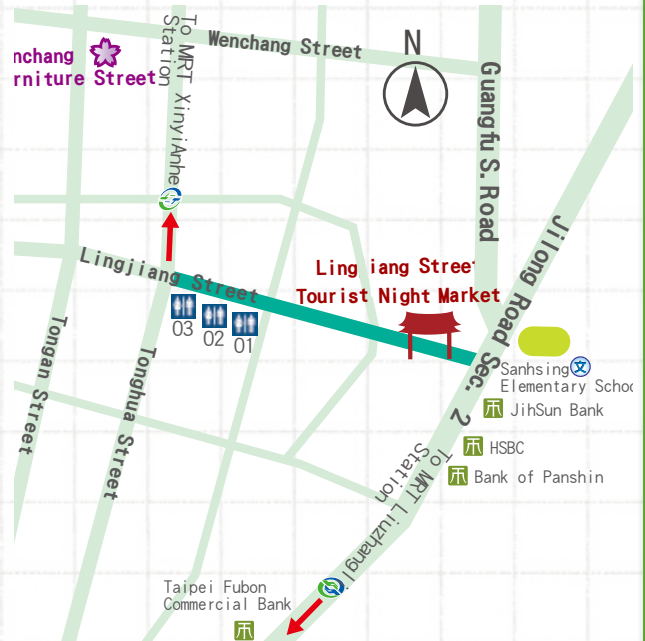 To MRT XinyiAnhe
Station
Wenchang Street
N
nchang
rniture Street
Guangfu S. Road
Jilong Road Sec. 2
Lingjiang Street
Ling iang Street
Tourist Night Market
03
02
01
Tongan Street
Tonghua Street
Sanhsing 文
Elementary Schoo
JihSun Bank
HSBC
Bank of Panshin
To MRT Liuzhangli
Station
Taipei Fubon
Commercial Bank